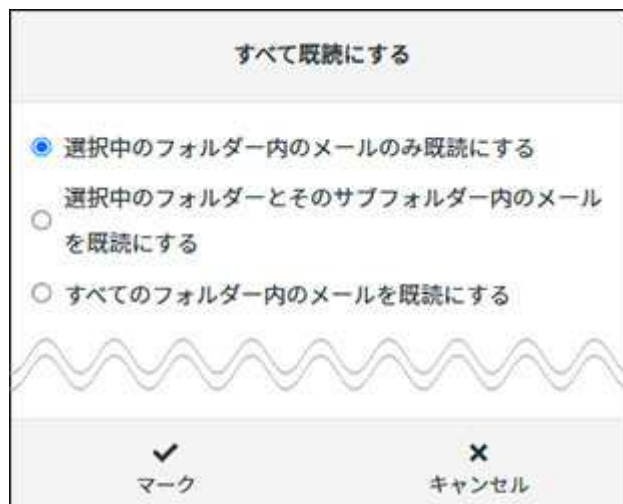 すべて既読にする
選択中のフォルダー内のメールのみ既読にする
選択中のフォルダーとそのサブフォルダー内のメール
を既読にする
すべてのフォルダー内のメールを既読にする
マーク
キャンセル